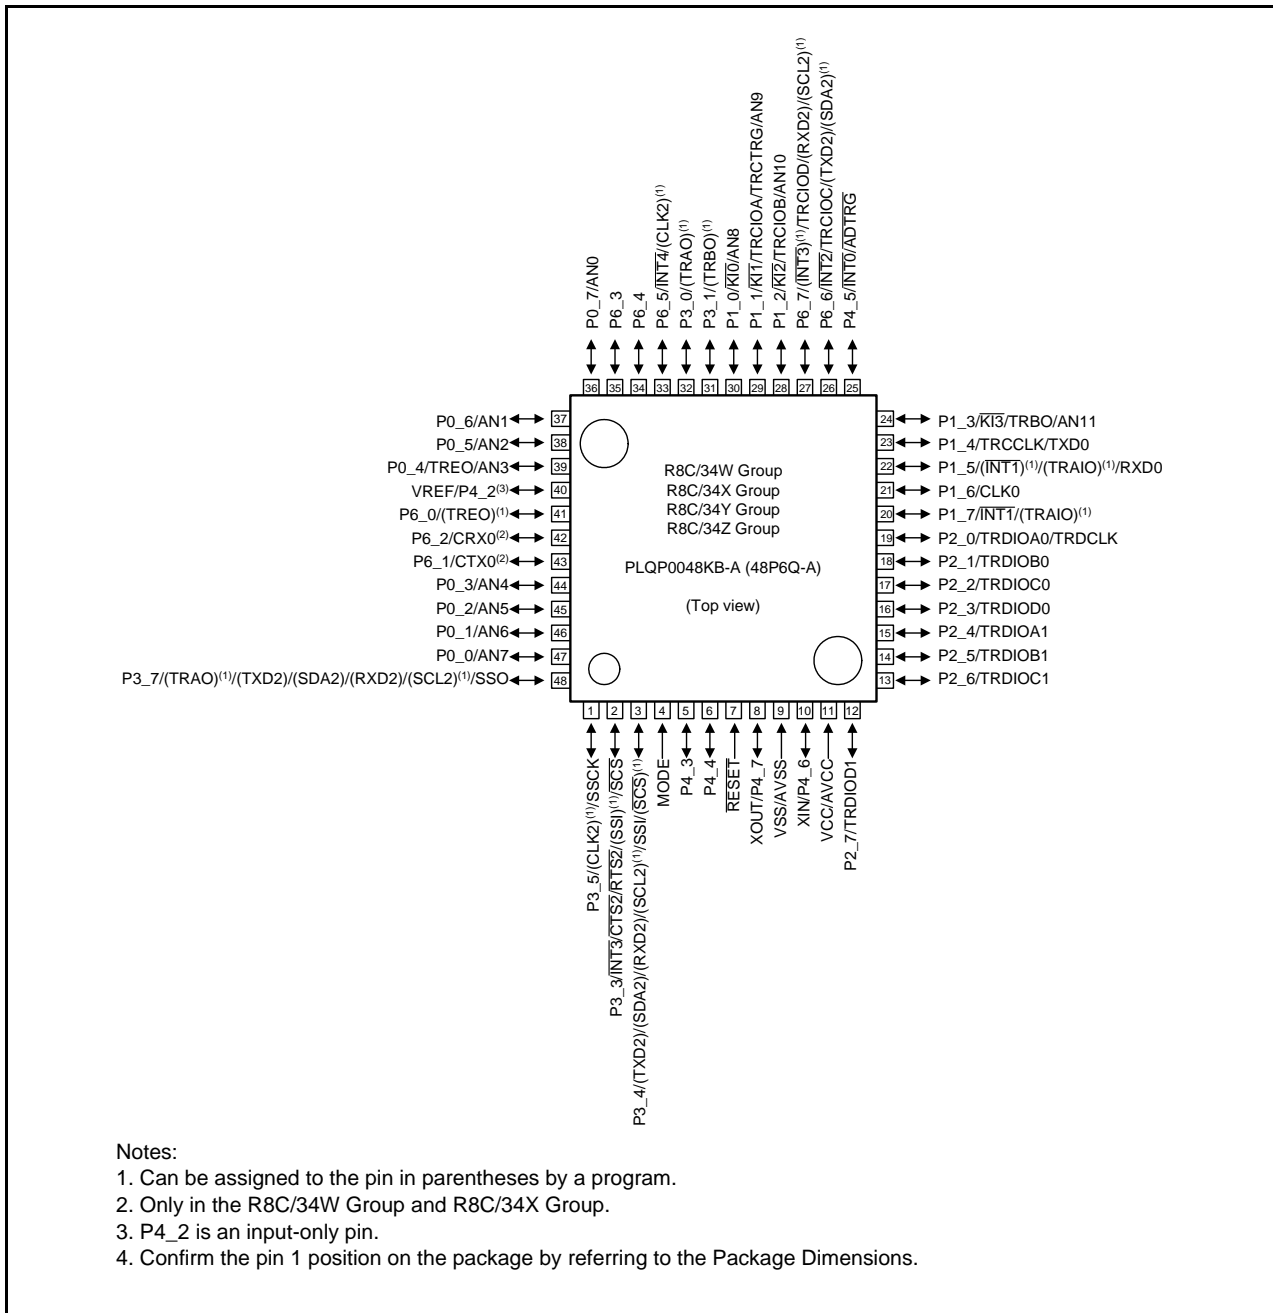 P0_7/AN0
P6_3
P6_4
P6_5/INT4/(CLK2)(1)
P3_0/(TRAO)(1)
P3_1/(TRBO)(1)
P1_0/KI0/AN8
P1_1/KI1/TRCIOA/TRCTRG/AN9
P1_2/KI2/TRCIOB/AN10
P6_7/(INT3)(1)/TRCIOD/(RXD2)/(SCL2)(1)
P6_6/INT2/TRCIOC/(TXD2)/(SDA2)(1)
P4_5/INT0/ADTRG
36 35 34 33 32 31 30 29 28 27 26 25
P0_6/AN1 37
P0_5/AN2 38
P0_4/TREO/AN3 39
VREF/P4_2(3) 40
P6_0/(TREO)(1) 41
P6_2/CRX0(2) 42
P6_1/CTX0(2) 43
P0_3/AN4 44
P0_2/AN5 45
P0_1/AN6 46
P0_0/AN7 47
P3_7/(TRAO)(1)/(TXD2)/(SDA2)/(RXD2)/(SCL2)(1)/SSO 48
R8C/34W Group
R8C/34X Group
R8C/34Y Group
R8C/34Z Group
PLQP0048KB-A (48P6Q-A)
(Top view)
24 P1_3/KI3/TRBO/AN11
23 P1_4/TRCCLK/TXD0
22 P1_5/(INT1)(1)/(TRAIO)(1)/RXD0
21 P1_6/CLK0
20 P1_7/INT1/(TRAIO)(1)
19 P2_0/TRDIOA0/TRDCLK
18 P2_1/TRDIOB0
17 P2_2/TRDIOC0
16 P2_3/TRDIOD0
15 P2_4/TRDIOA1
14 P2_5/TRDIOB1
13 P2_6/TRDIOC1
1 2 3 4 5 6 7 8 9 10 11 12
P3_5/(CLK2)(1)/SSCK
P3_3/INT3/CTS2/RTS2/(SSI)(1)/SCS
P3_4/(TXD2)/(SDA2)/(RXD2)/(SCL2)(1)/SSI/(SCS)(1)
MODE
P4_3
P4_4
RESET
XOUT/P4_7
VSS/AVSS
XIN/P4_6
VCC/AVCC
P2_7/TRDIOD1
Notes:
1. Can be assigned to the pin in parentheses by a program.
2. Only in the R8C/34W Group and R8C/34X Group.
3. P4_2 is an input-only pin.
4. Confirm the pin 1 position on the package by referring to the Package Dimensions.